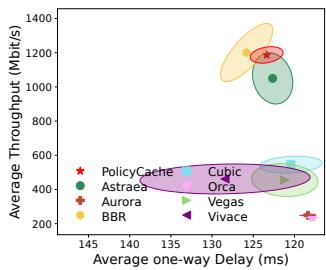 Average Throughput (Mbit/s)
1400
1200
1000
800
600
400
200
PolicyCache
Cubic
Astraea
Orca
Aurora
Vegas
BBR
Vivace
145
140
135
130
125
120
Average one-way Delay (ms)